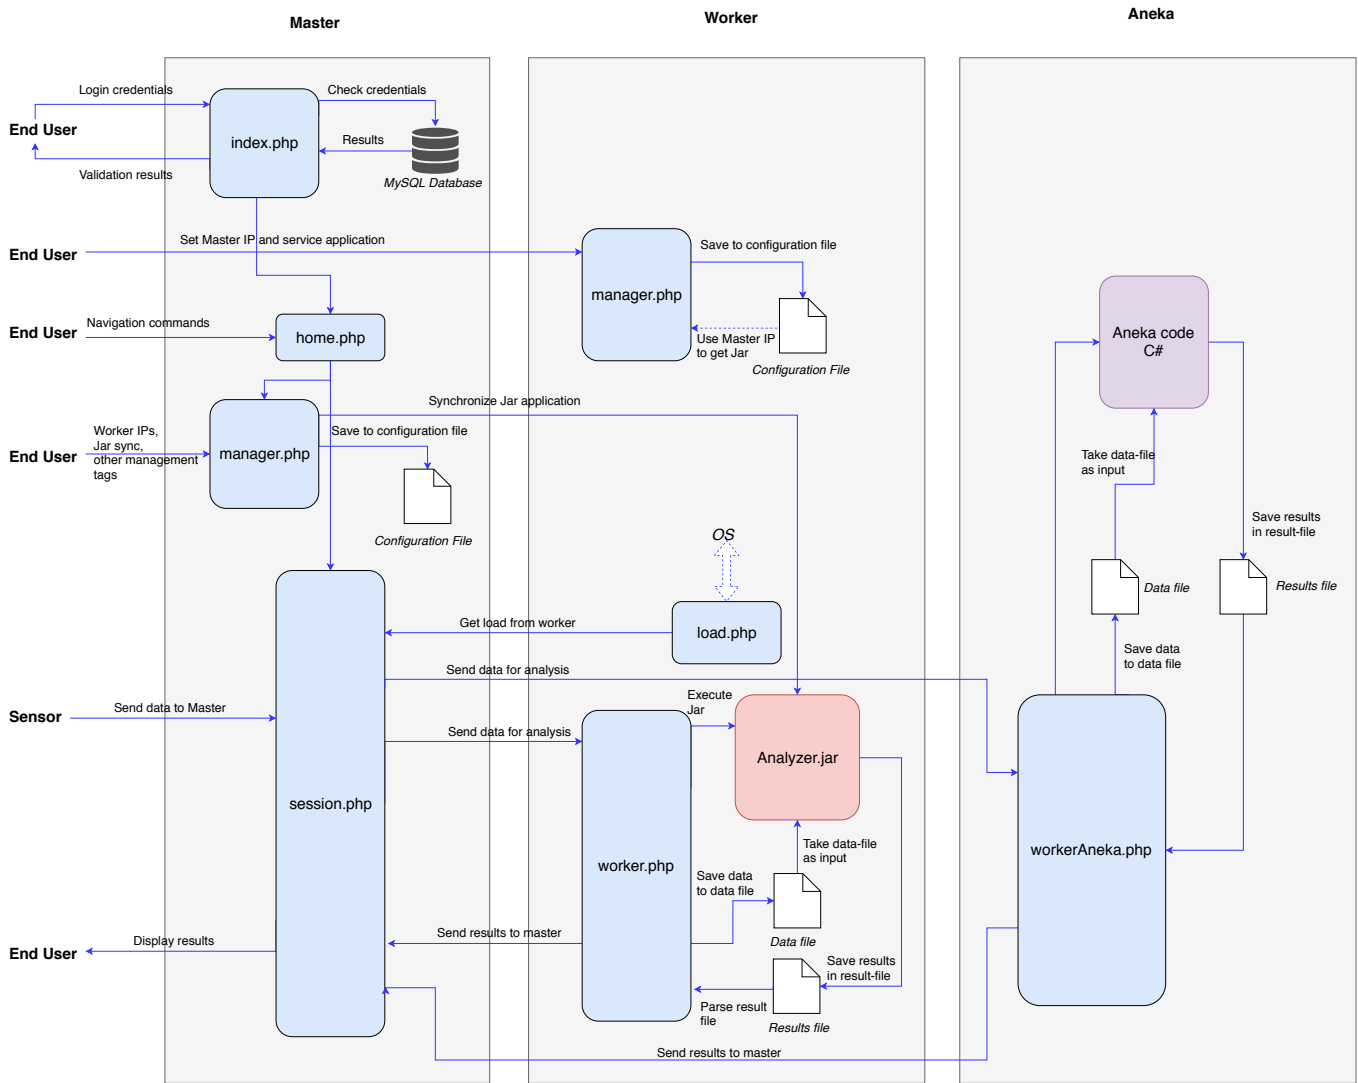 Master
Worker
Aneka
Login credentials
Check credentials
End User
index.php
Results
Validation results
MySQL Database
End User
Set Master IP and service application
manager.php
Save to configuration file
Use Master IP
to get Jar
Configuration File
End User
Navigation commands
home.php
Aneka code
C#
Synchronize Jar application
End User
Worker IPs,
Jar sync,
other management
tags
manager.php
Save to configuration file
Configuration File
Take data-file
as input
Save results
in result-file
OS
Data file
Results file
Get load from worker
load.php
Save data
to data file
Send data for analysis
Sensor
Send data to Master
Send data for analysis
Execute
Jar
Analyzer.jar
session.php
worker.php
workerAneka.php
Take data-file
as input
Save data
to data file
Data file
End User
Display results
Send results to master
Save results
in result-file
Parse result
file
Results file
Send results to master